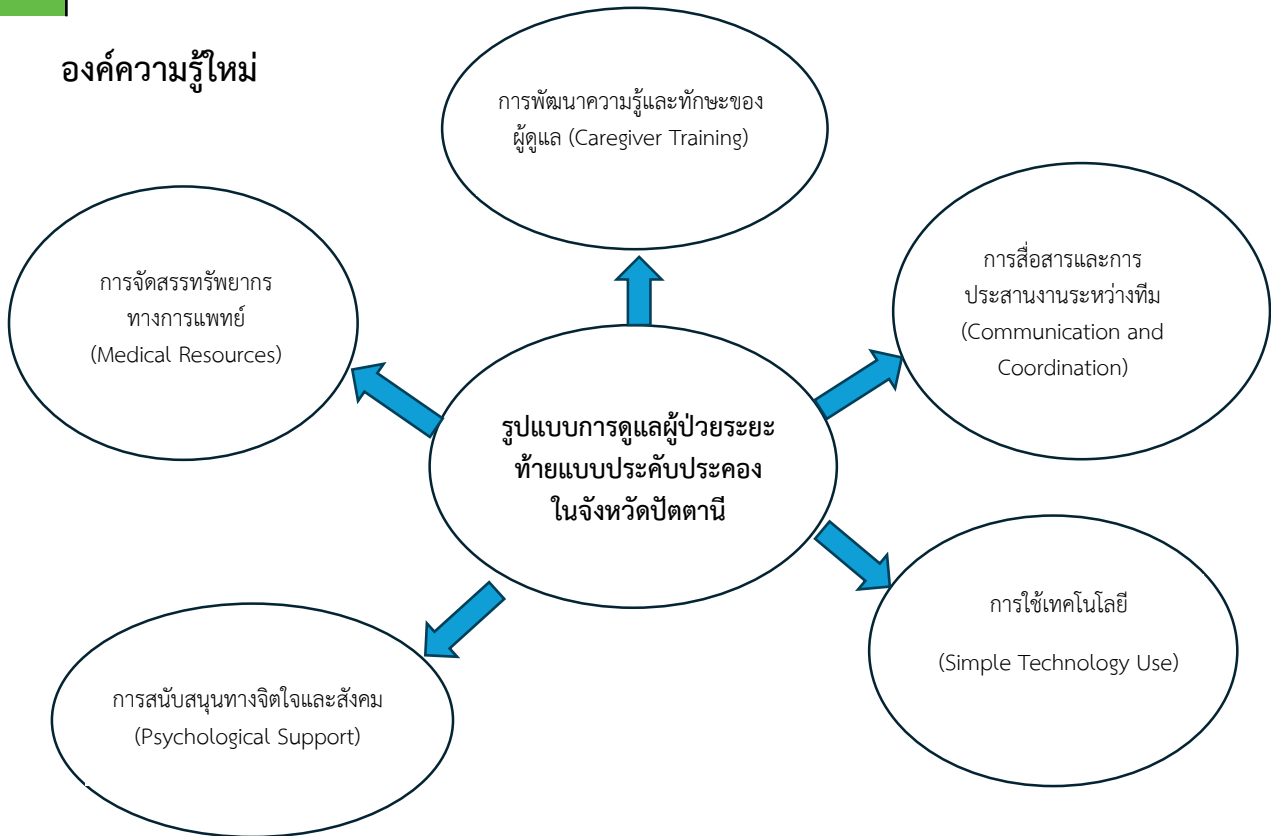 องค์ความรู้ใหม่
การพัฒนาความรู้และทักษะของ
ผู้ดูแล (Caregiver Training)
การจัดสรรทรัพยากร
ทางการแพทย์
(Medical Resources)
การสื่อสารและการ
ประสานงานระหว่างทีม
(Communication and
Coordination)
รูปแบบการดูแลผู้ป่วยระยะ
ท้ายแบบประคับประคอง
ในจังหวัดปัตตานี
การใช้เทคโนโลยี
(Simple Technology Use)
การสนับสนุนทางจิตใจและสังคม
(Psychological Support)